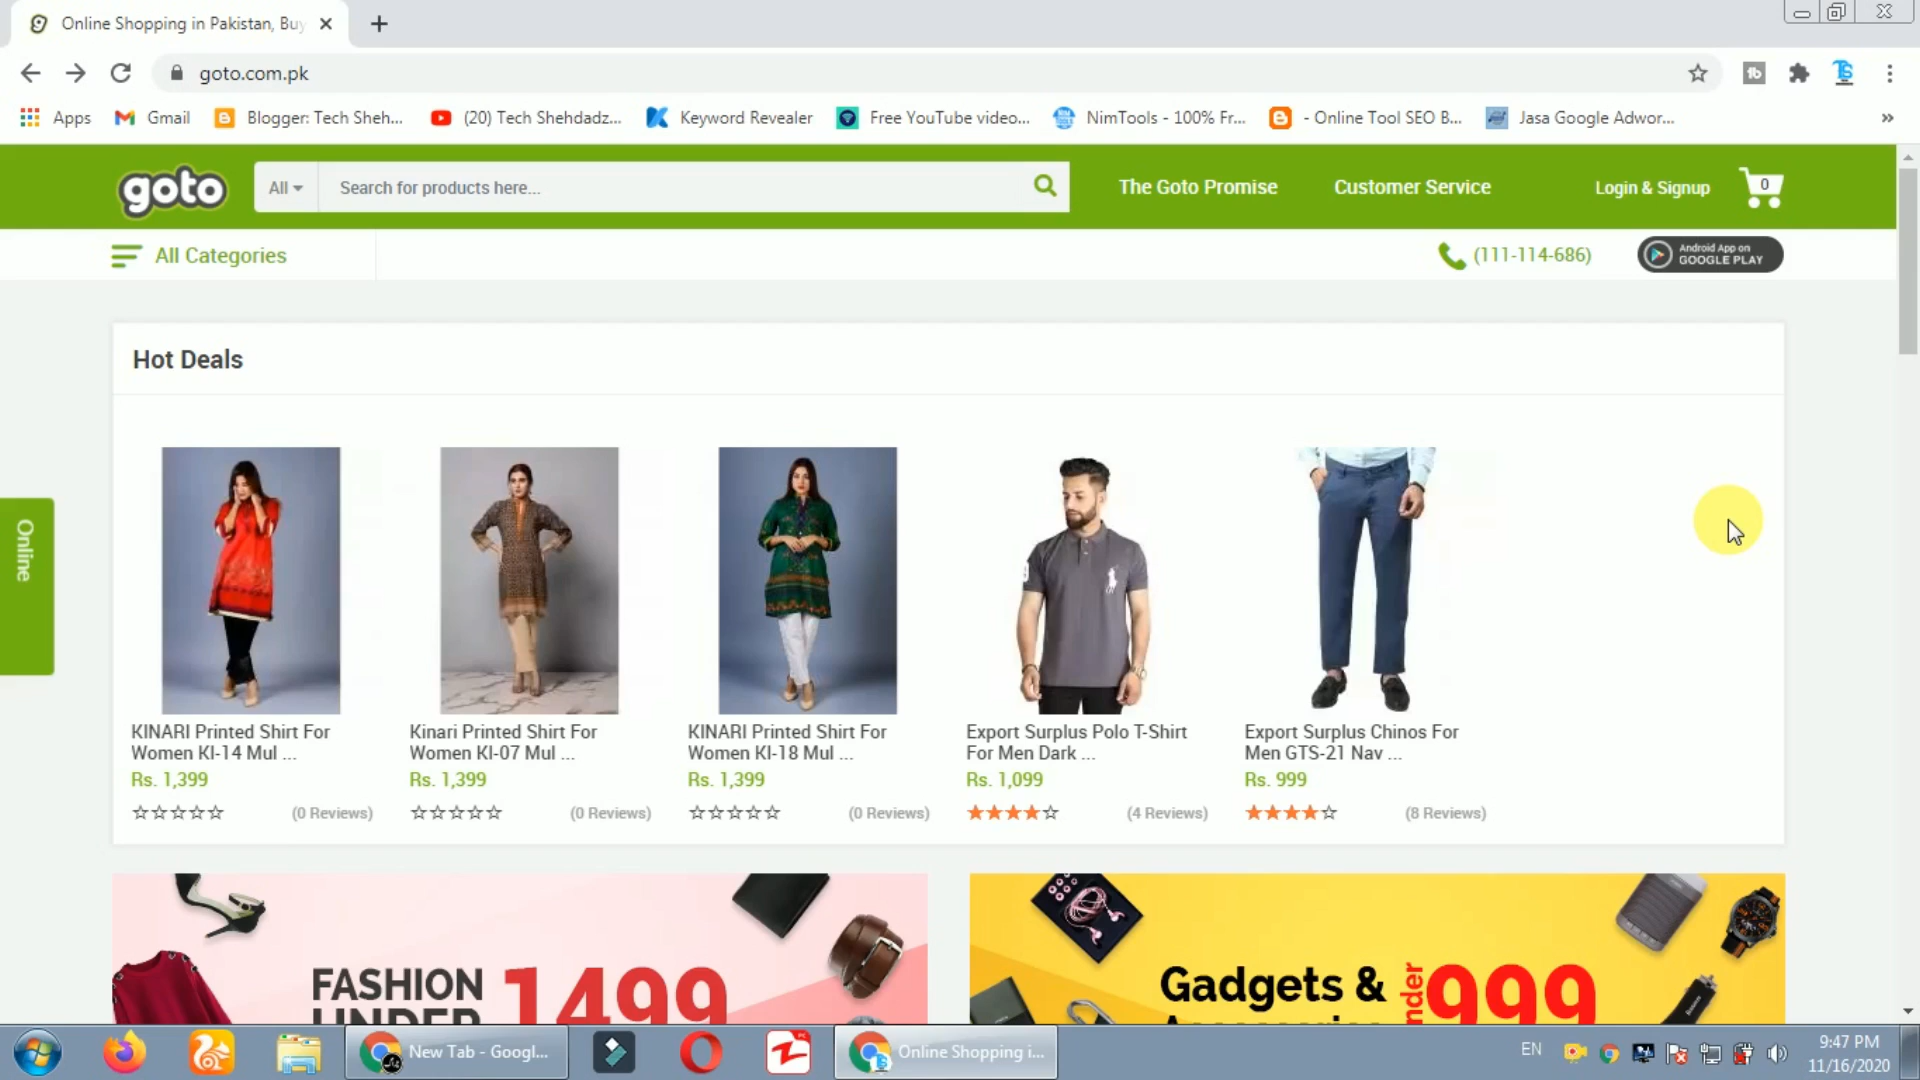 Online Shopping in Pakistan, Buy
goto.com.pk
Apps
Gmail
Blogger: Tech Sheh...
(20) Tech Shehdadz...
Keyword Revealer
Free YouTube video...
NimTools - 100% Fr...
- Online Tool SEO B...
Jasa Google Adwor...
»
goto
All
Search for products here...
The Goto Promise
Customer Service
Login & Signup
0
All Categories
(111-114-686)
Android App on
GOOGLE PLAY
Hot Deals
Online
KINARI Printed Shirt For
Women KI-14 Mul ...
Rs. 1,399
(0 Reviews)
Kinari Printed Shirt For
Women KI-07 Mul ...
Rs. 1,399
(0 Reviews)
KINARI Printed Shirt For
Women KI-18 Mul ...
Rs. 1,399
(0 Reviews)
Export Surplus Polo T-Shirt
For Men Dark ...
Rs. 1,099
(4 Reviews)
Export Surplus Chinos For
Men GTS-21 Nav ...
Rs. 999
(8 Reviews)
FASHION
UNDER
1499
Gadgets &
Under
999
New Tab - Googl...
Online Shopping i...
EN
9:47 PM
11/16/2020